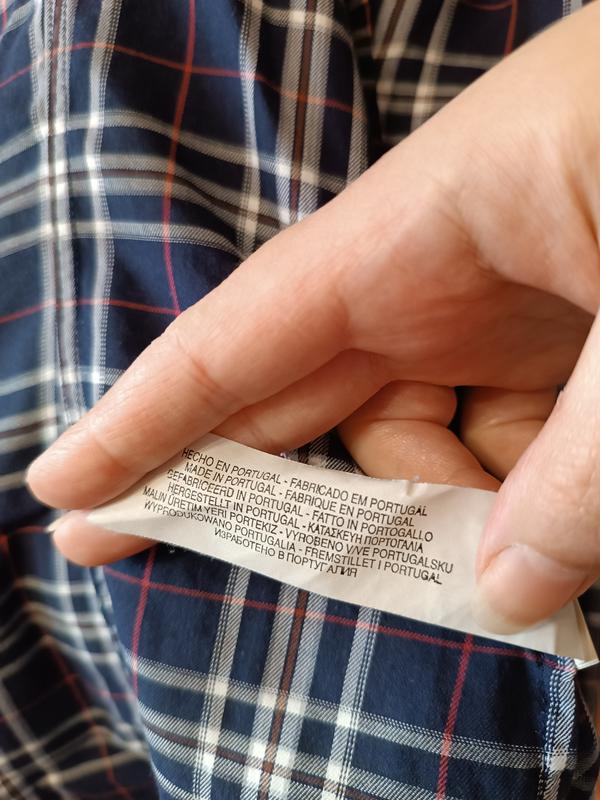 HECHO EN PORTUGAL - FABRICADO EM PORTUGAL
MADE IN PORTUGAL - FABRIQUE EN PORTUGAL
GEFABRICEERD IN PORTUGAL - FATTO IN PORTOGALLO
HERGESTELLT IN PORTUGAL - ΚΑΤΑΣΚΕΥΗ ΠΟΡΤΟΓΑΛΙΑ
MALIN ÜRETIM YERI PORTEKIZ - VYROBENO V/VE PORTUGALSKU
WYPRODUKOWANO PORTUGALIA - FREMSTILLET I PORTUGAL
ИЗРАБОТЕНО В ПОРТУГАЛИЯ